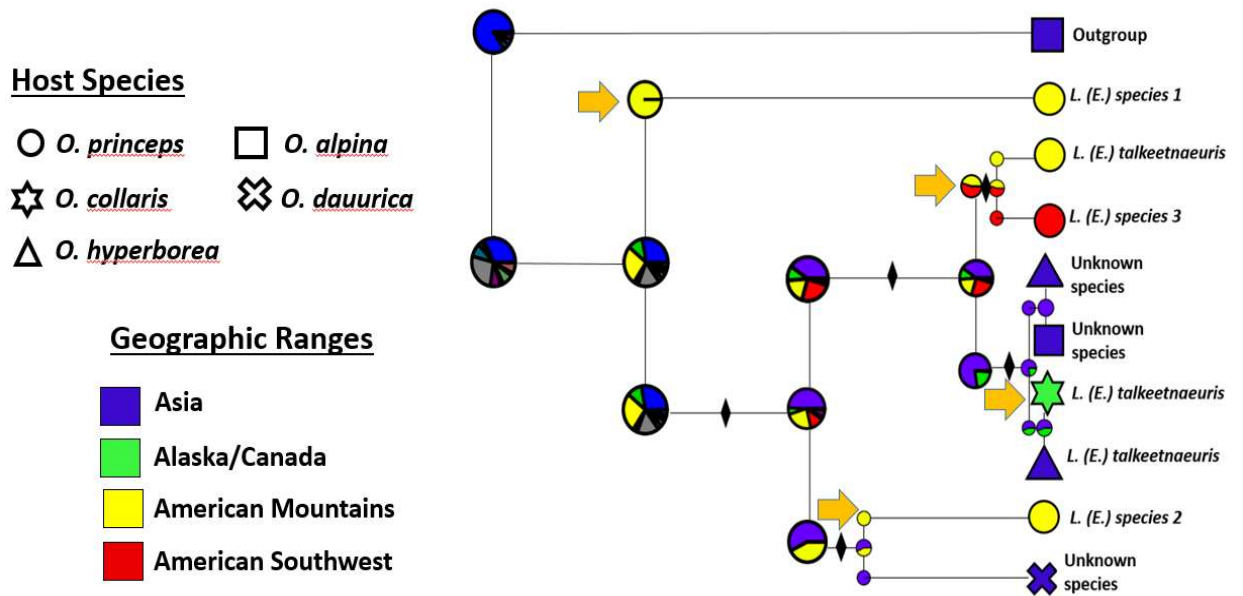 Host Species
O. princeps
O. alpina
O. collaris
O. dauurica
O. hyperborea
Geographic Ranges
Asia
Alaska/Canada
American Mountains
American Southwest
Outgroup
L. (E.) species 1
L. (E.) talkeetnaeuris
L. (E.) species 3
Unknown
species
Unknown
species
L. (E.) talkeetnaeuris
L. (E.) talkeetnaeuris
L. (E.) species 2
Unknown
species